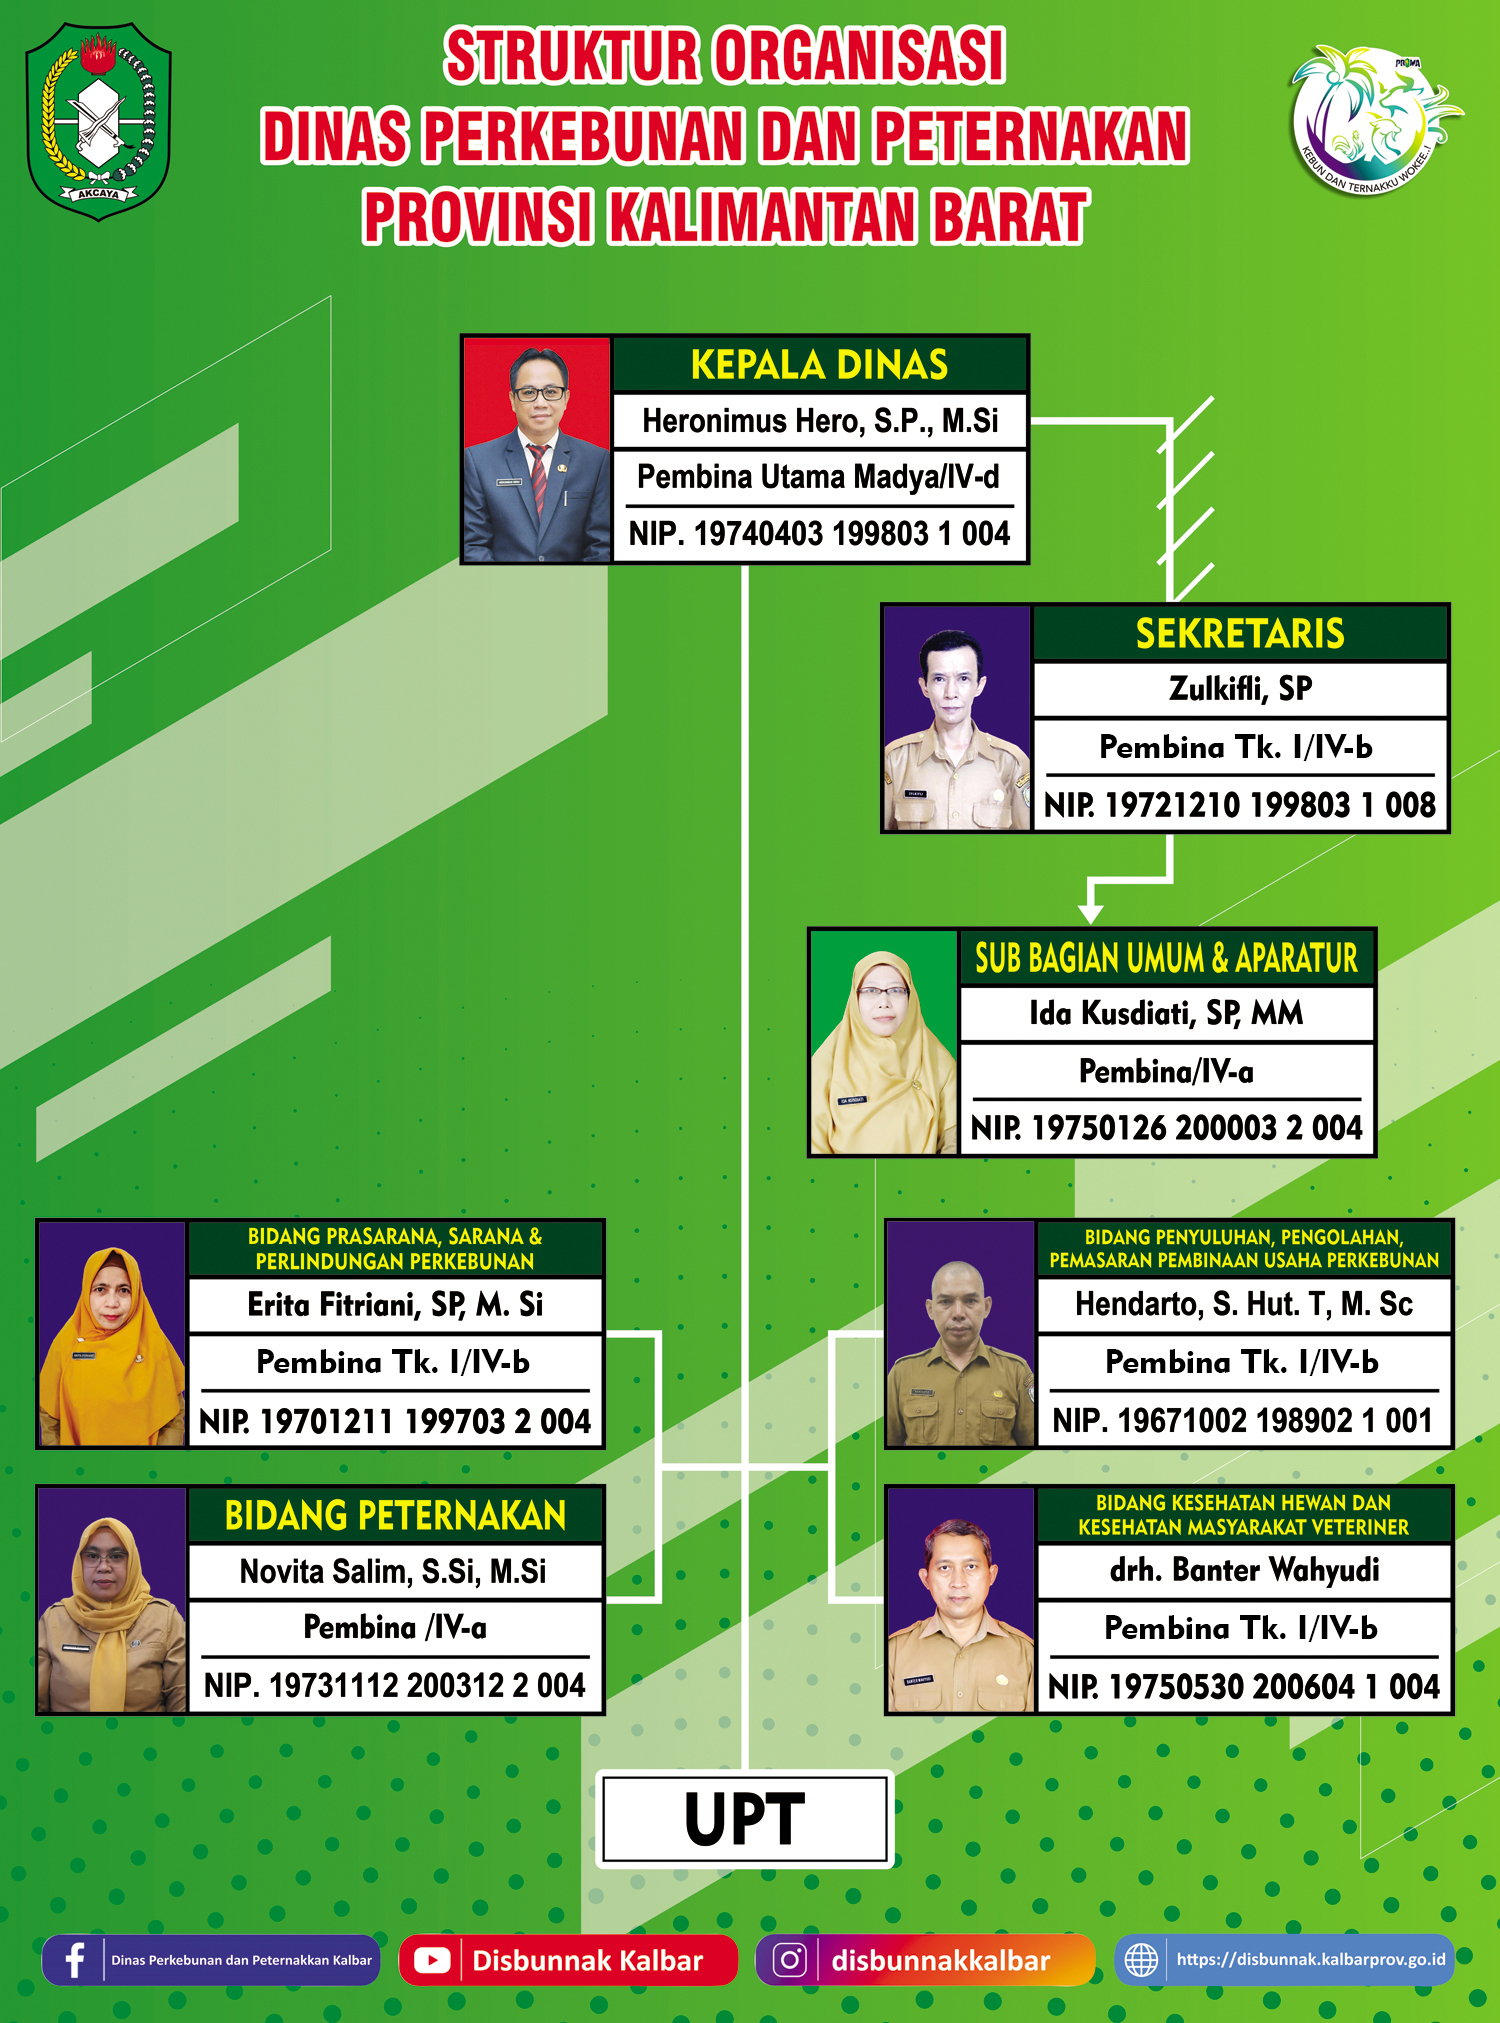 STRUKTUR ORGANISASI
DINAS PERKEBUNAN DAN PETERNAKAN
PROVINSI KALIMANTAN BARAT
AKCAYA
PROMA
KEBUN DAN TERNAKKU WOKEE..!
KEPALA DINAS
Heronimus Hero, S.P., M.Si
Pembina Utama Madya/IV-d
NIP. 19740403 199803 1 004
SEKRETARIS
Zulkifli, SP
Pembina Tk. I/IV-b
NIP. 19721210 199803 1 008
SUB BAGIAN UMUM & APARATUR
Ida Kusdiati, SP, MM
Pembina/IV-a
NIP. 19750126 200003 2 004
BIDANG PRASARANA, SARANA &
PERLINDUNGAN PERKEBUNAN
Erita Fitriani, SP, M. Si
Pembina Tk. I/IV-b
NIP. 19701211 199703 2 004
BIDANG PENYULUHAN, PENGOLAHAN,
PEMASARAN PEMBINAAN USAHA PERKEBUNAN
Hendarto, S. Hut. T, M. Sc
Pembina Tk. I/IV-b
NIP. 19671002 198902 1 001
BIDANG PETERNAKAN
Novita Salim, S.Si, M.Si
Pembina /IV-a
NIP. 19731112 200312 2 004
BIDANG KESEHATAN HEWAN DAN
KESEHATAN MASYARAKAT VETERINER
drh. Banter Wahyudi
Pembina Tk. I/IV-b
NIP. 19750530 200604 1 004
UPT
Dinas Perkebunan dan Peternakkan Kalbar
Disbunnak Kalbar
disbunnakkalbar
https://disbunnak.kalbarprov.go.id